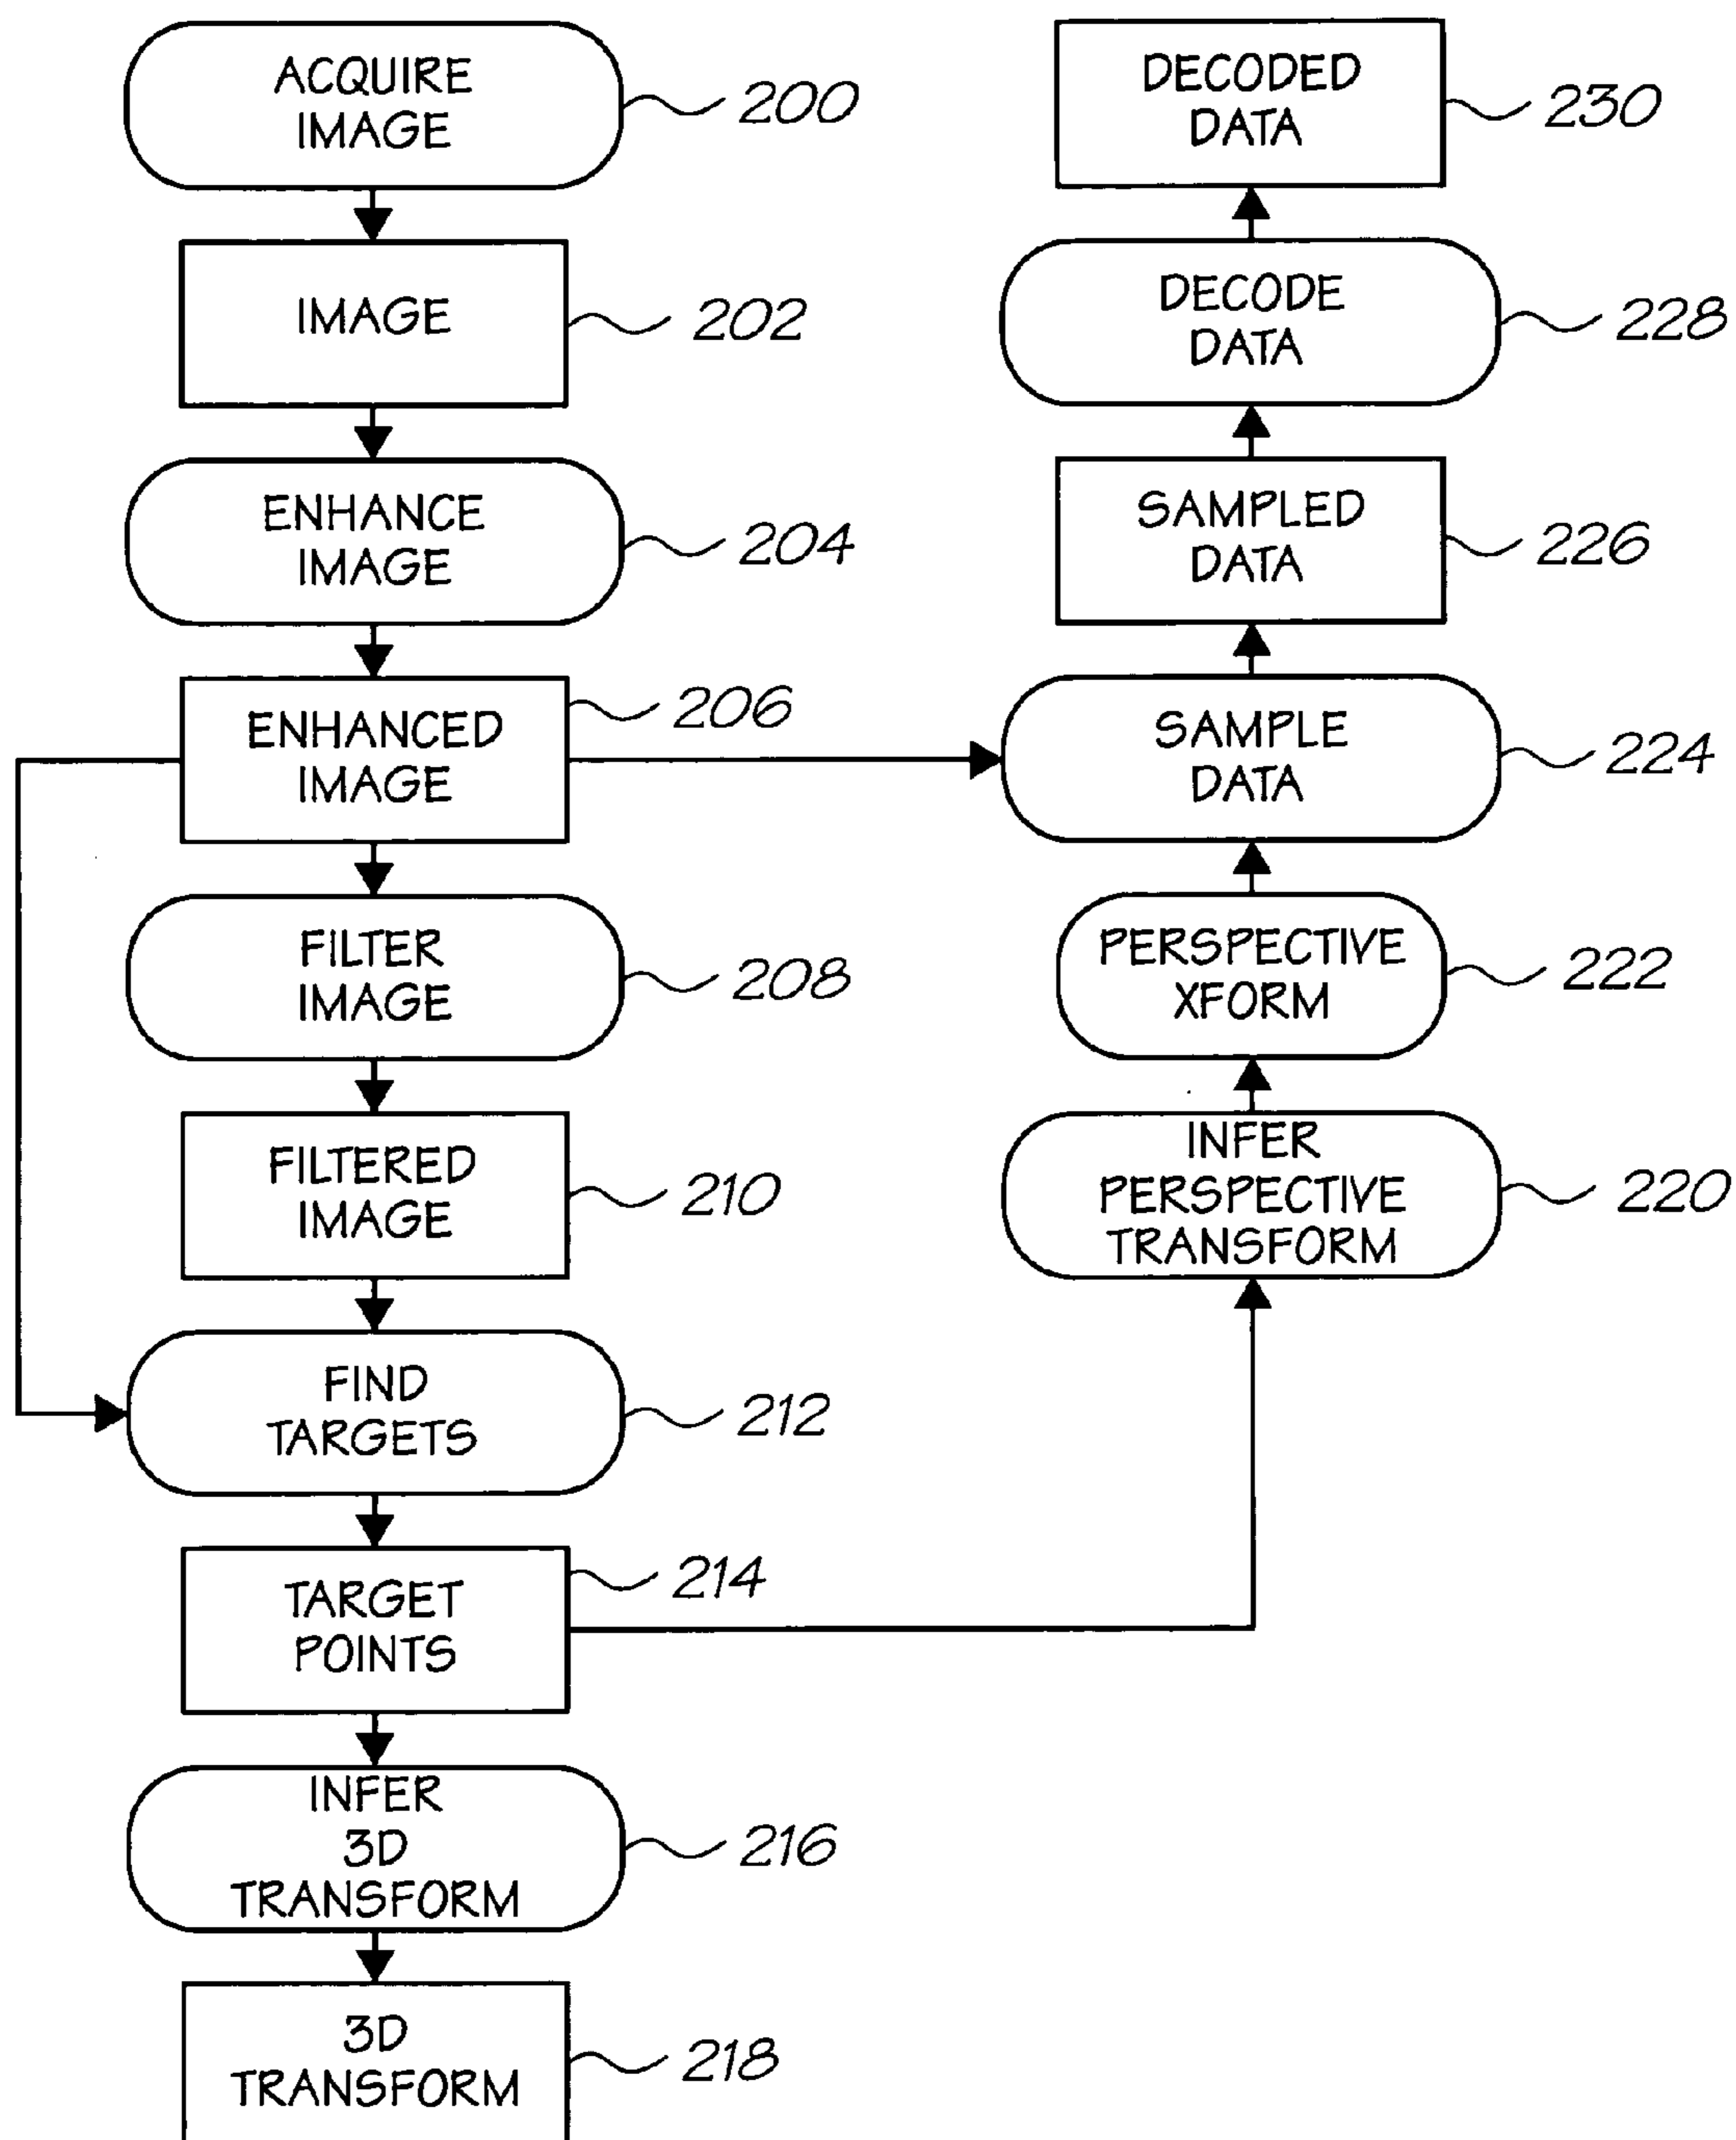 ACQUIRE
IMAGE
200
IMAGE
202
ENHANCE
IMAGE
204
ENHANCED
IMAGE
206
FILTER
IMAGE
208
FILTERED
IMAGE
210
FIND
TARGETS
212
TARGET
POINTS
214
INFER
3D
TRANSFORM
216
3D
TRANSFORM
218
DECODED
DATA
230
DECODE
DATA
228
SAMPLED
DATA
226
SAMPLE
DATA
224
PERSPECTIVE
XFORM
222
INFER
PERSPECTIVE
TRANSFORM
220